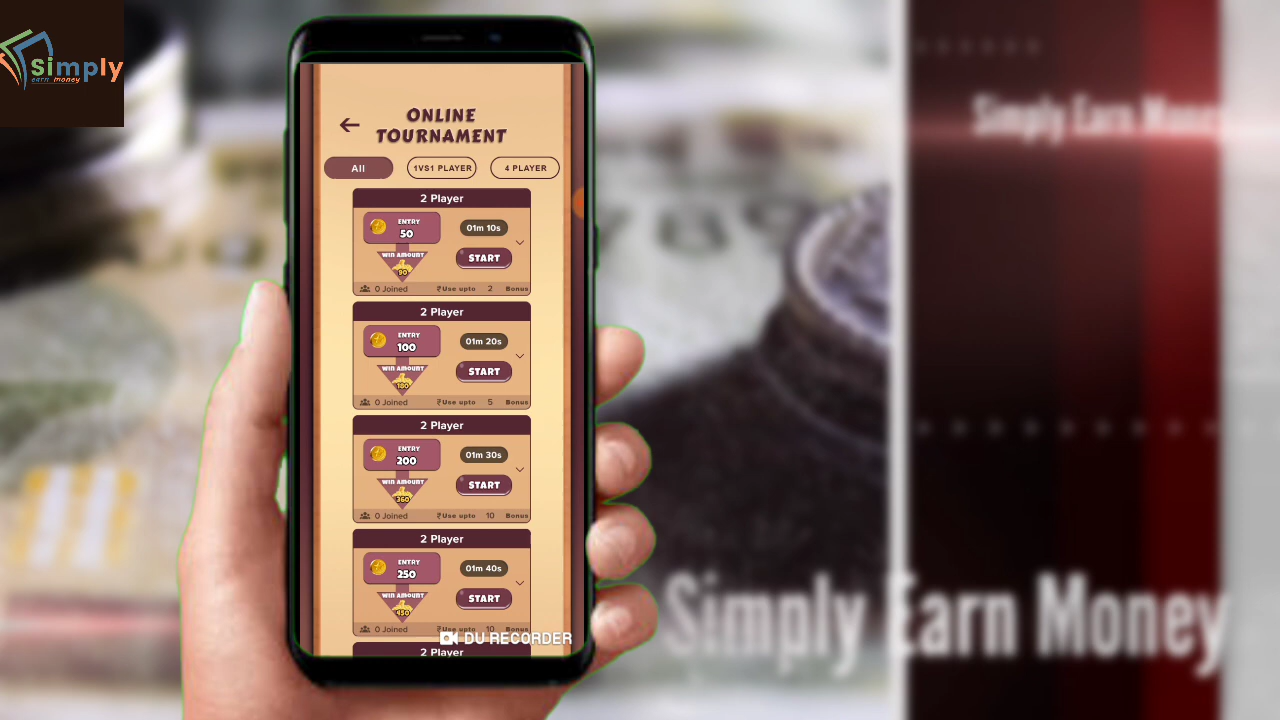 Simply
earn money
Simply Earn Money
ONLINE
TOURNAMENT
All
1VS1 PLAYER
4 PLAYER
2 Player
ENTRY
50
01m 10s
WIN AMOUNT
90
START
0 Joined
₹Use upto 2 Bonus
2 Player
ENTRY
100
01m 20s
WIN AMOUNT
180
START
0 Joined
₹Use upto 5 Bonus
2 Player
ENTRY
200
01m 30s
WIN AMOUNT
360
START
0 Joined
₹Use upto 10 Bonus
2 Player
ENTRY
250
01m 40s
WIN AMOUNT
450
START
0 Joined
₹Use upto 10 Bonus
DU RECORDER
2 Player
Simply Earn Money